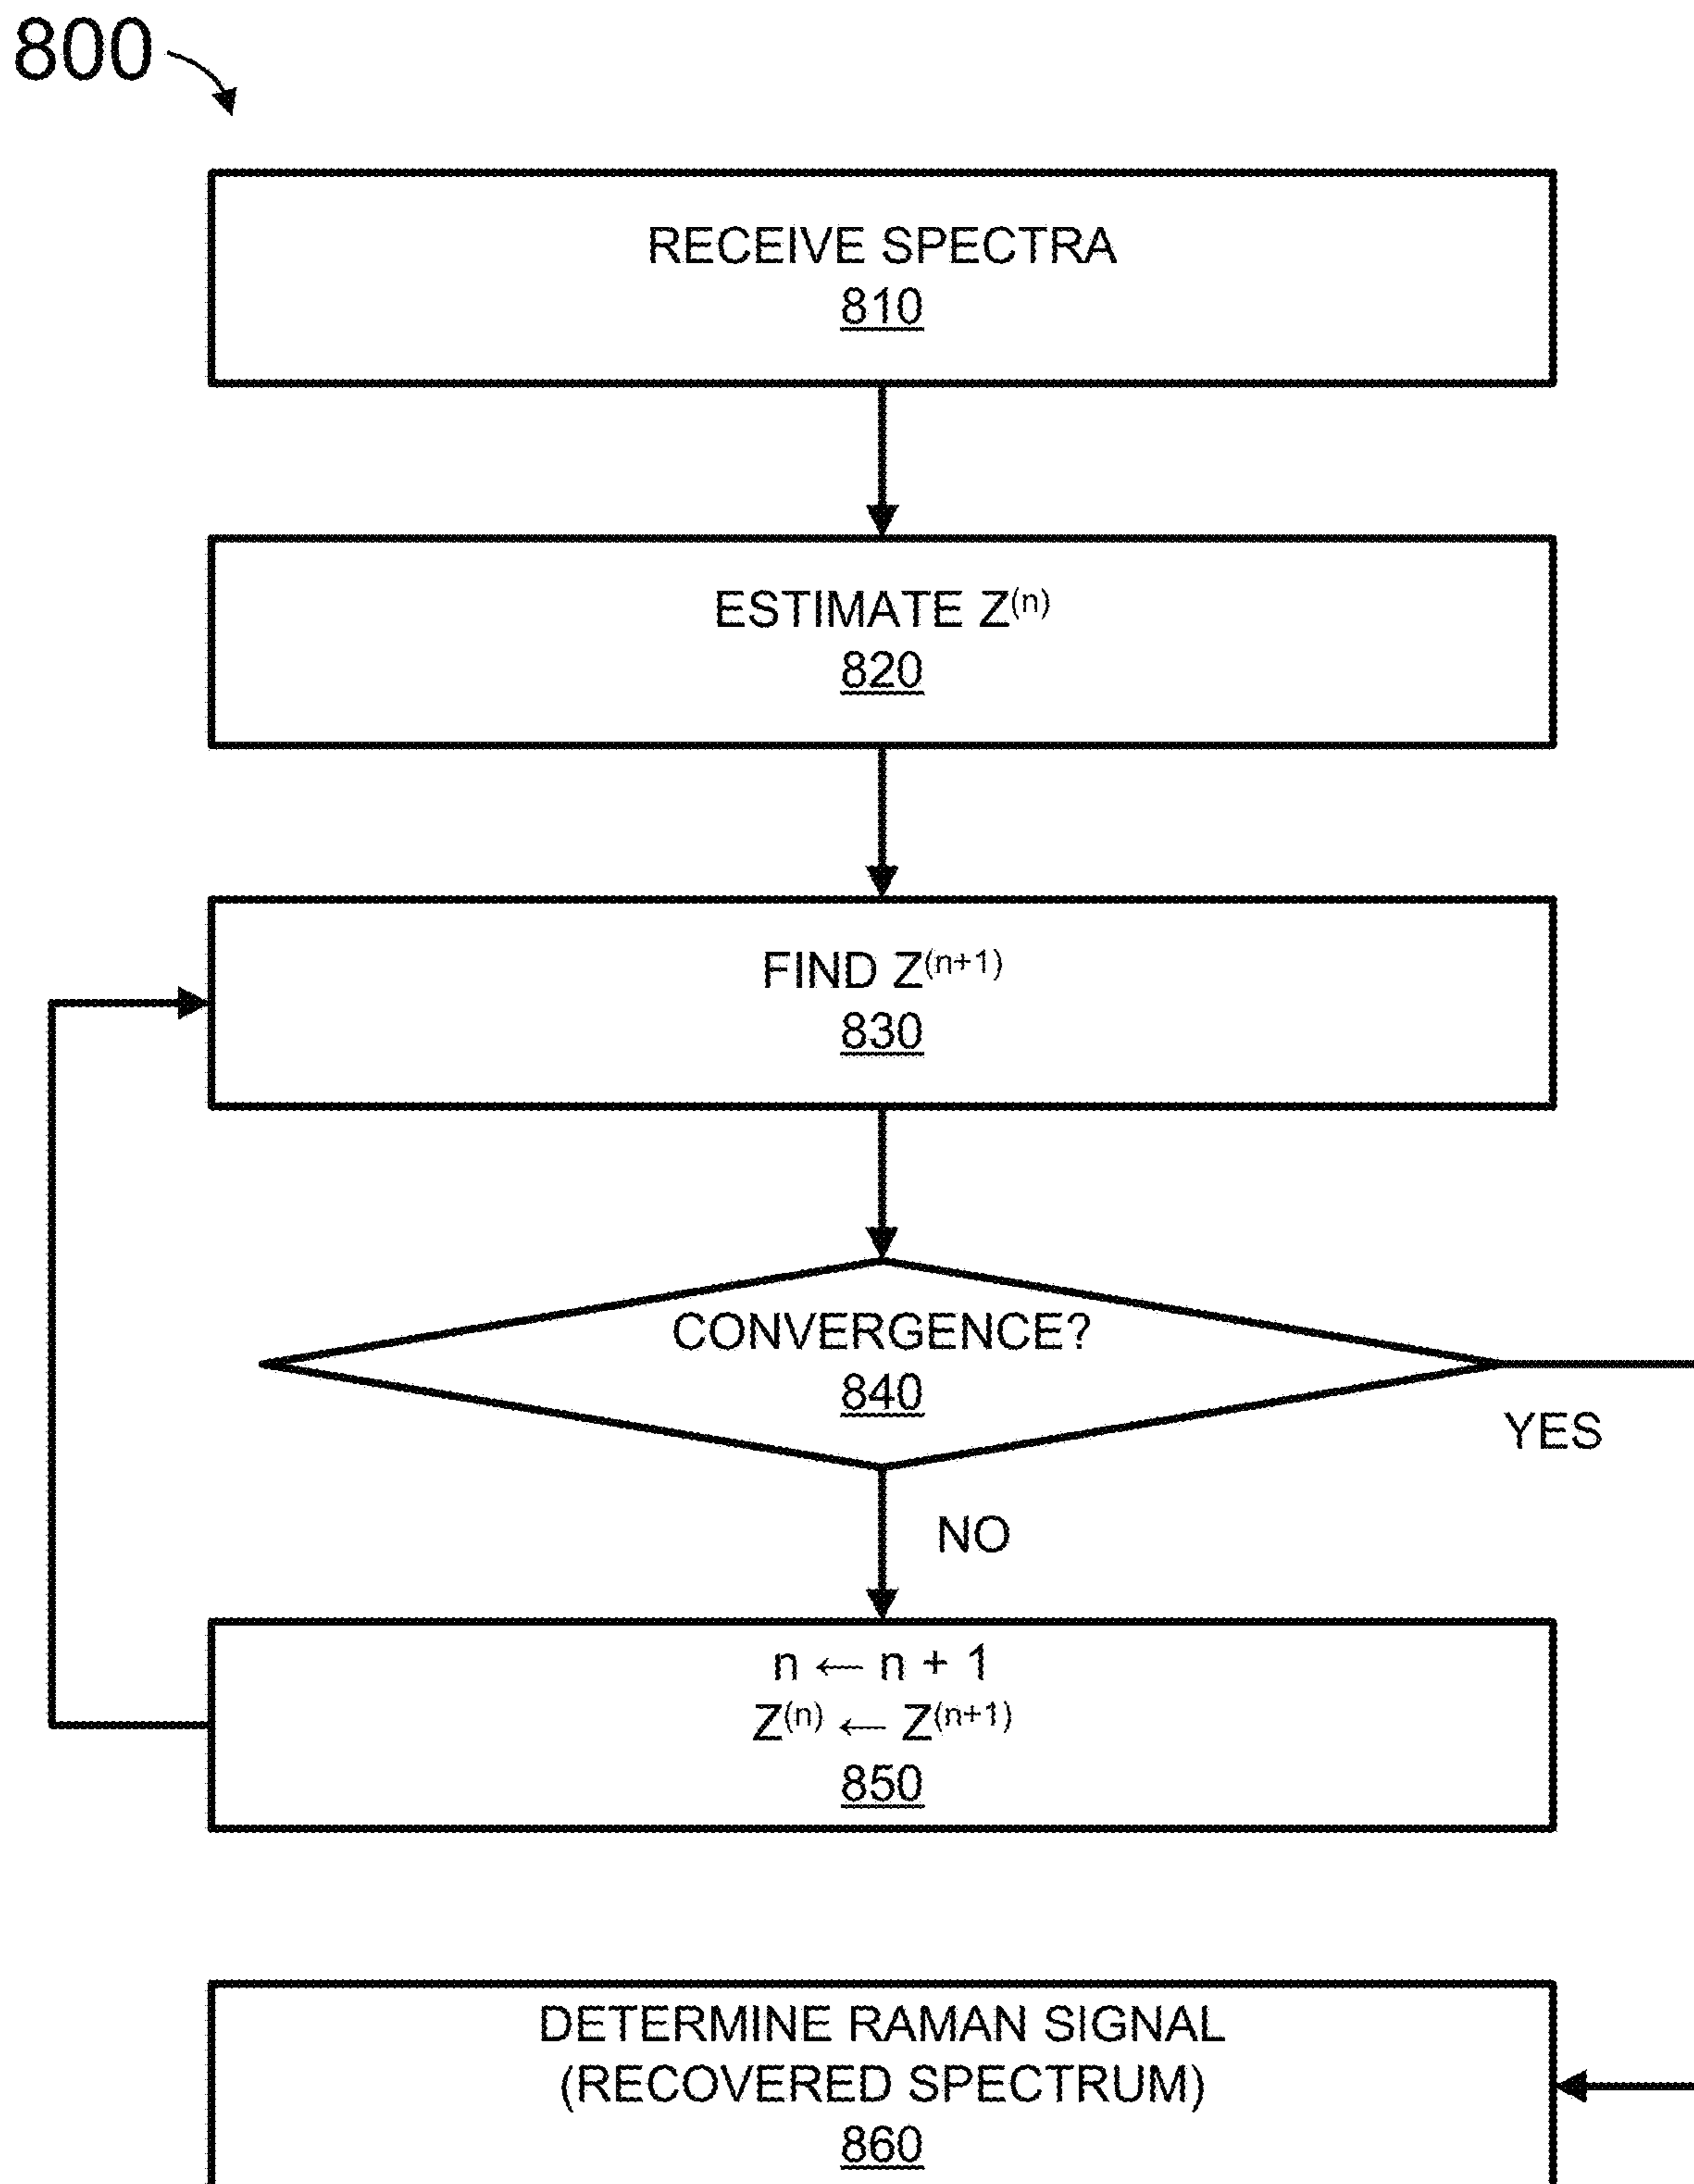 800
RECEIVE SPECTRA
810
ESTIMATE Z⁽ⁿ⁾
820
FIND Z⁽ⁿ⁺¹⁾
830
CONVERGENCE?
840
YES
NO
n ← n + 1
Z⁽ⁿ⁾ ← Z⁽ⁿ⁺¹⁾
850
DETERMINE RAMAN SIGNAL
(RECOVERED SPECTRUM)
860